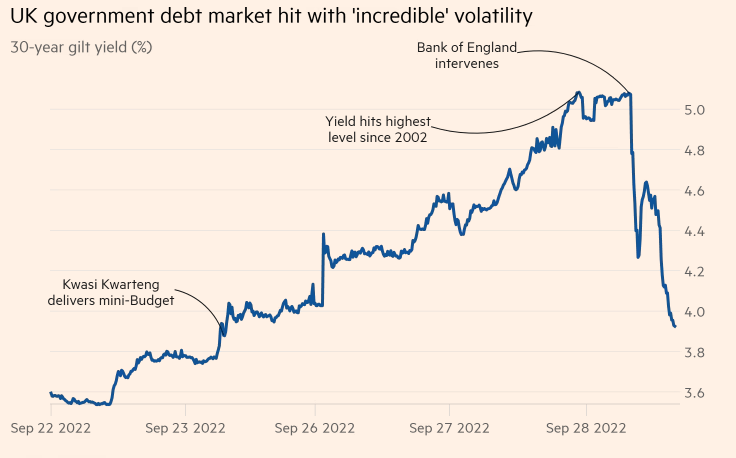 UK government debt market hit with 'incredible' volatility
30-year gilt yield (%)
Bank of England
intervenes
Yield hits highest
level since 2002
Kwasi Kwarteng
delivers mini-Budget
5.0
4.8
4.6
4.4
4.2
4.0
3.8
3.6
Sep 22 2022
Sep 23 2022
Sep 26 2022
Sep 27 2022
Sep 28 2022